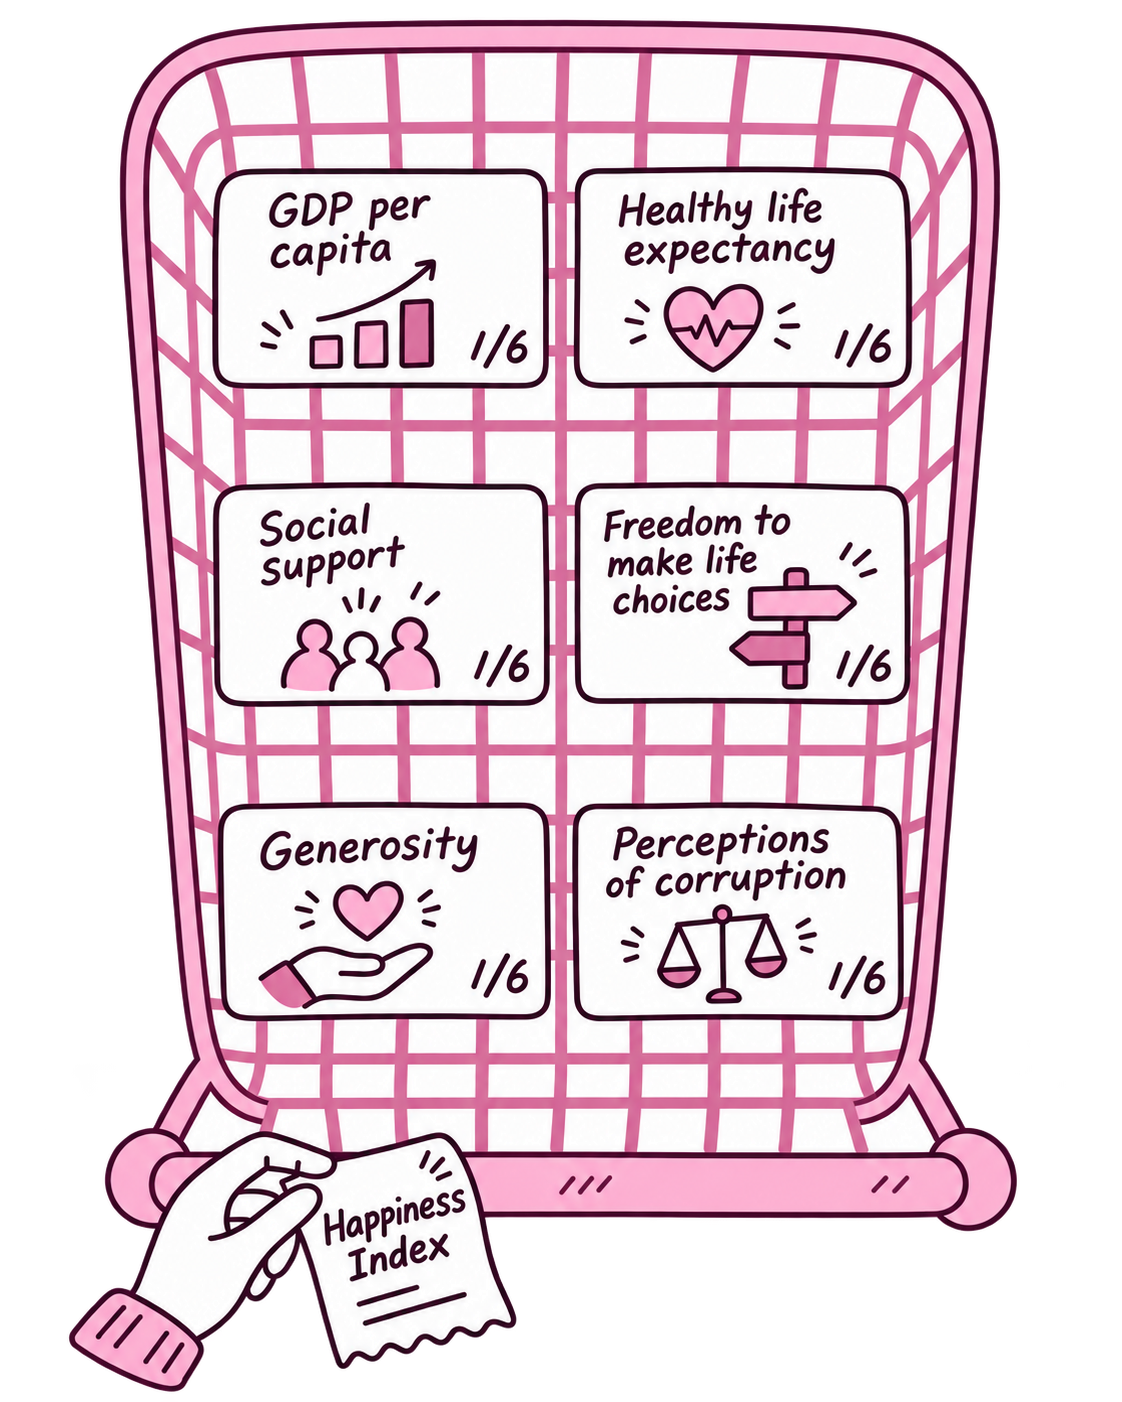 GDP per
capita
1/6
Healthy life
expectancy
1/6
Social
support
1/6
Freedom to
make life
choices
1/6
Generosity
1/6
Perceptions
of corruption
1/6
Happiness
Index